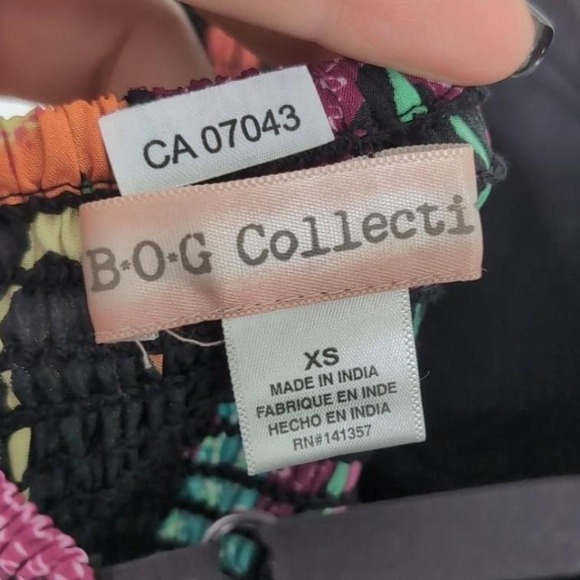 CA 07043
B*O*G Collecti
XS
MADE IN INDIA
FABRIQUE EN INDE
HECHO EN INDIA
RN#141357